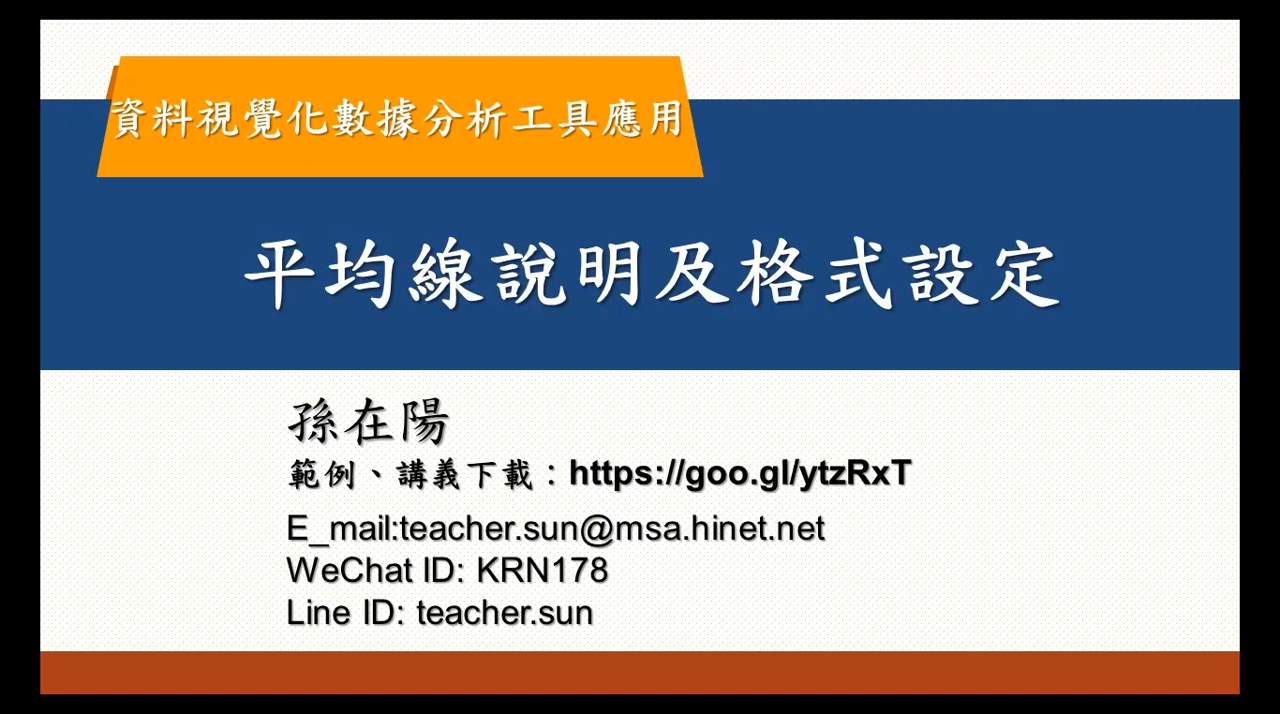 資料視覺化數據分析工具應用
平均線說明及格式設定
孫在陽
範例、講義下載：https://goo.gl/ytzRxT
E_mail:teacher.sun@msa.hinet.net
WeChat ID: KRN178
Line ID: teacher.sun